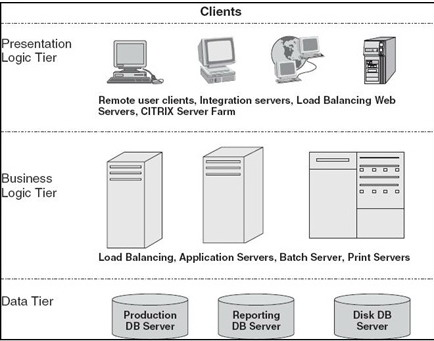 Clients
Presentation
Logic Tier
Remote user clients, Integration servers, Load Balancing Web
Servers, CITRIX Server Farm
Business
Logic Tier
Load Balancing, Application Servers, Batch Server, Print Servers
Data Tier
Production
DB Server
Reporting
DB Server
Disk DB
Server